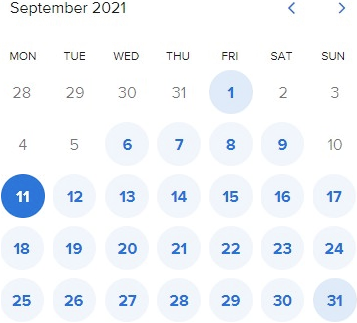 September 2021
MON TUE WED THU FRI SAT SUN
28 29 30 31 1 2 3
4 5 6 7 8 9 10
11 12 13 14 15 16 17
18 19 20 21 22 23 24
25 26 27 28 29 30 31